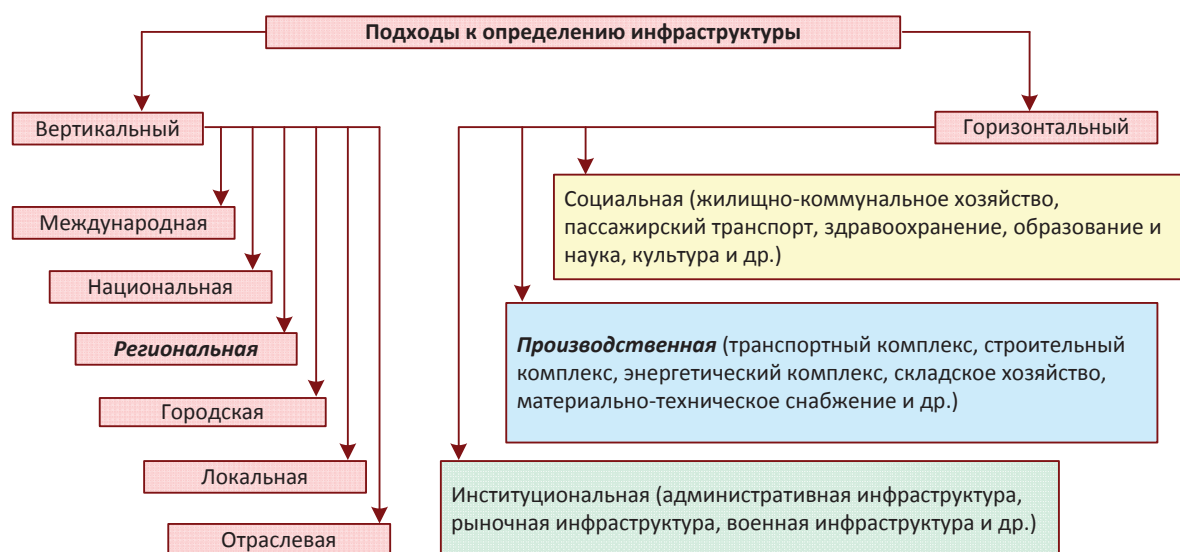 Подходы к определению инфраструктуры
Вертикальный
Горизонтальный
Международная
Национальная
Региональная
Городская
Локальная
Отраслевая
Социальная (жилищно-коммунальное хозяйство,
пассажирский транспорт, здравоохранение, образование и
наука, культура и др.)
Производственная (транспортный комплекс, строительный
комплекс, энергетический комплекс, складское хозяйство,
материально-техническое снабжение и др.)
Институциональная (административная инфраструктура,
рыночная инфраструктура, военная инфраструктура и др.)